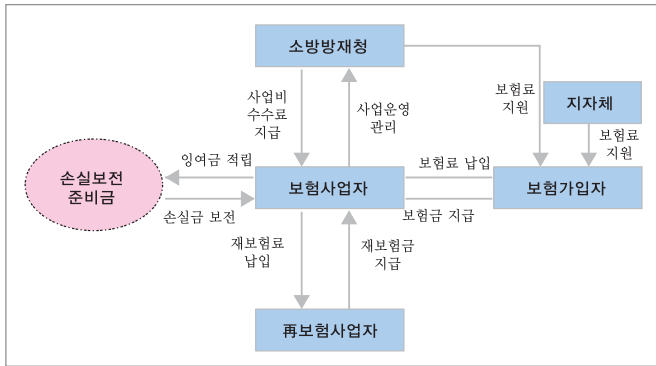 소방방재청
사업비
수수료
지급
사업운영
관리
보험료
지원
지자체
보험료
지원
잉여금 적립
보험료 납입
손실보전
준비금
보험사업자
보험가입자
손실금 보전
보험금 지급
재보험료
납입
재보험금
지급
再보험사업자